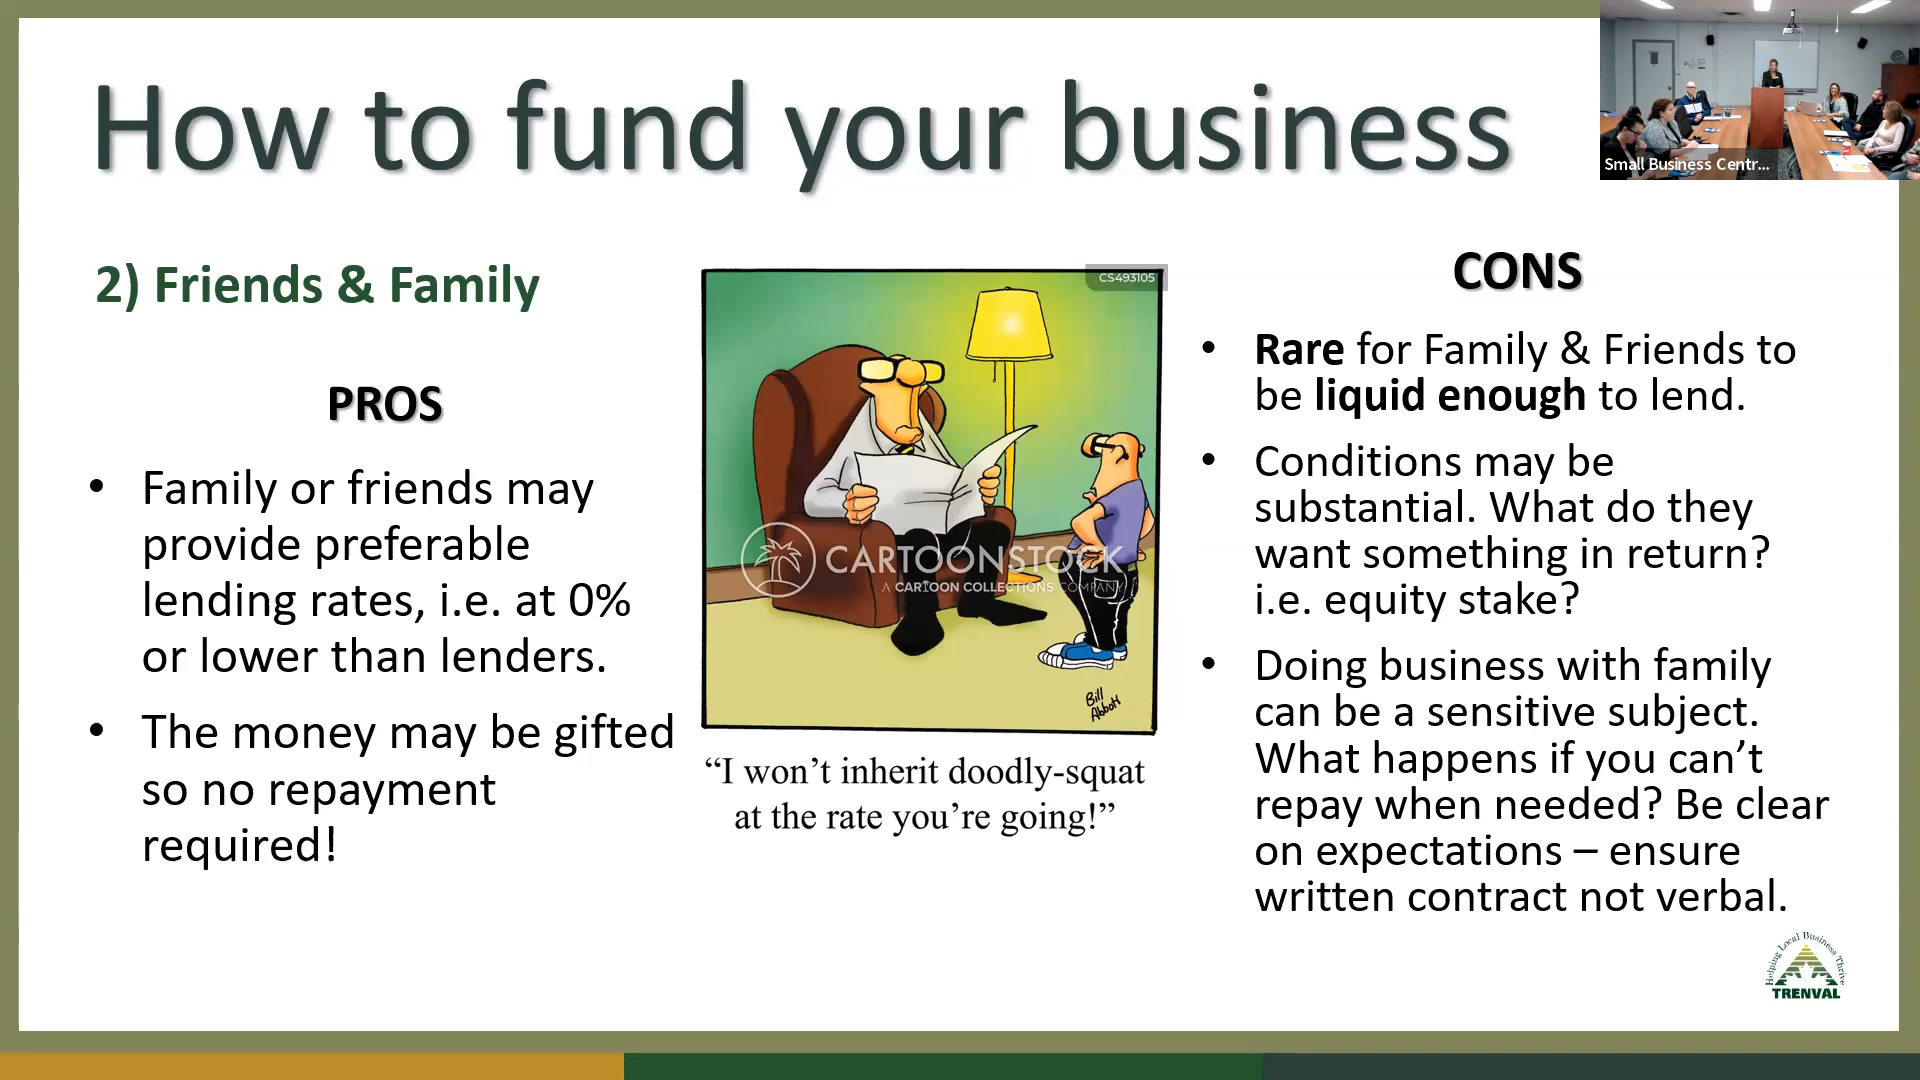 How to fund your business
Small Business Centr...
2) Friends & Family
PROS
• Family or friends may
provide preferable
lending rates, i.e. at 0%
or lower than lenders.
• The money may be gifted
so no repayment
required!
CS493105
CARTOONSTOCK
A CARTOON COLLECTIONS COMPANY
Bill
Abbott
“I won’t inherit doodly-squat
at the rate you’re going!”
CONS
• Rare for Family & Friends to
be liquid enough to lend.
• Conditions may be
substantial. What do they
want something in return?
i.e. equity stake?
• Doing business with family
can be a sensitive subject.
What happens if you can’t
repay when needed? Be clear
on expectations – ensure
written contract not verbal.
Helping Local Business Thrive
TRENVAL